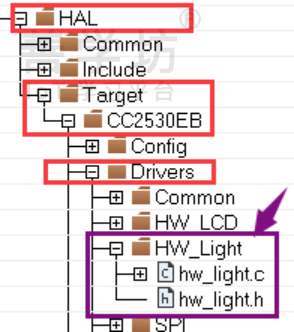 HAL
Common
Include
Target
CC2530EB
Config
Drivers
Common
HW_LCD
HW_Light
hw_light.c
hw_light.h
SPI